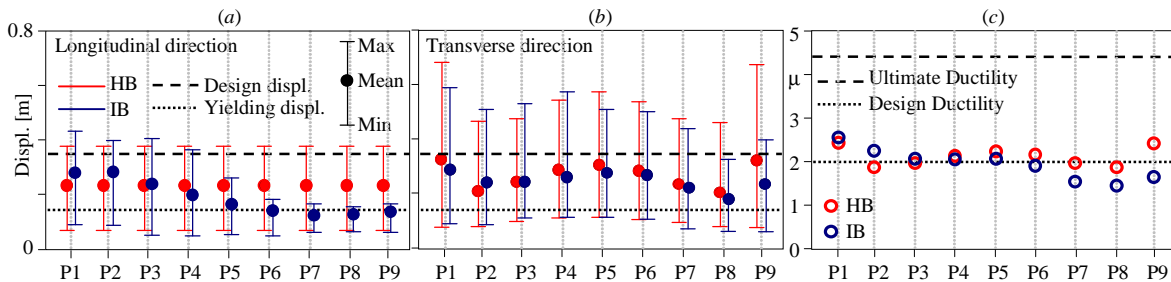 (a)
(b)
(c)
0.8
Displ. [m]
0
Longitudinal direction
HB
IB
Design displ.
Yielding displ.
Max
Mean
Min
P1 P2 P3 P4 P5 P6 P7 P8 P9
Transverse direction
P1 P2 P3 P4 P5 P6 P7 P8 P9
5
4
3
2
1
0
μ
Ultimate Ductility
Design Ductility
HB
IB
P1 P2 P3 P4 P5 P6 P7 P8 P9